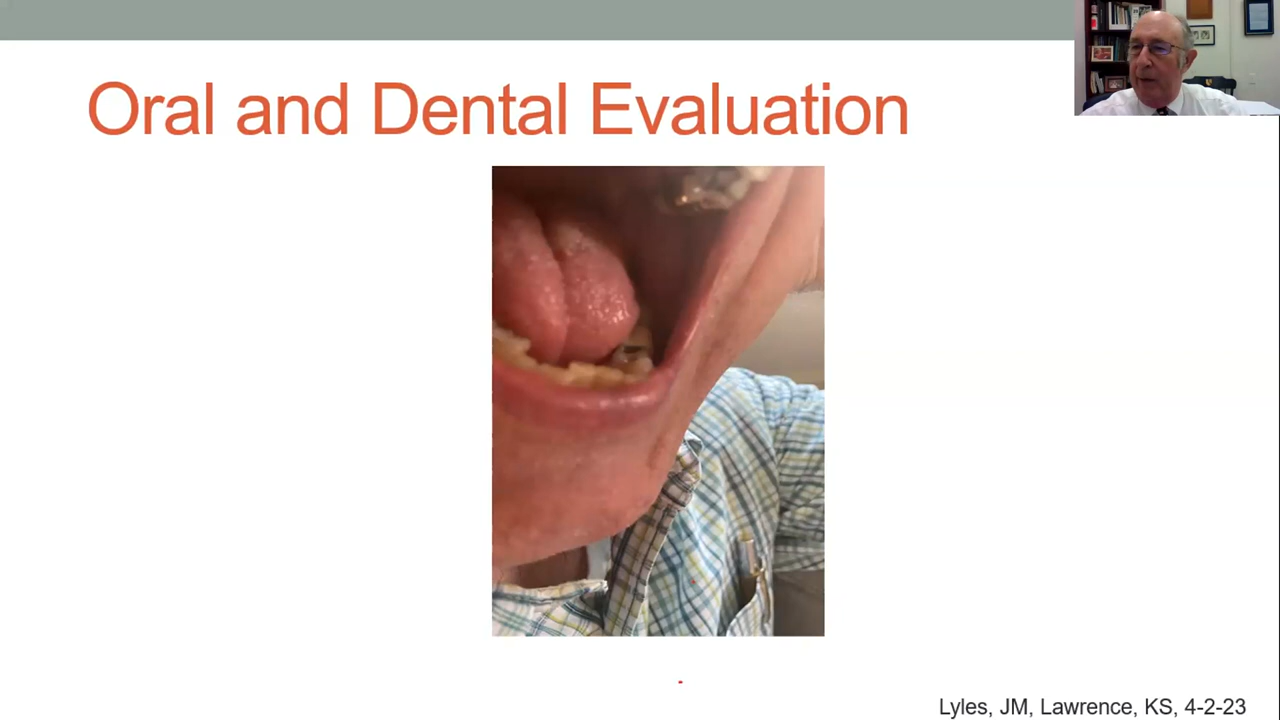 Oral and Dental Evaluation
Lyles, JM, Lawrence, KS, 4-2-23